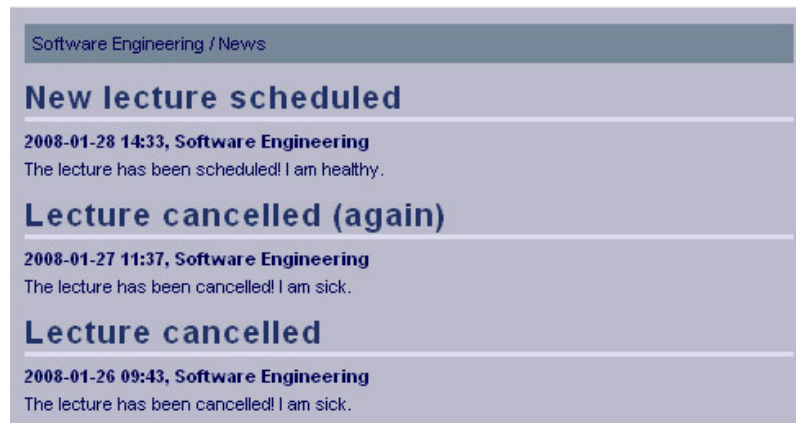 Software Engineering / News
New lecture scheduled
2008-01-28 14:33, Software Engineering
The lecture has been scheduled! I am healthy.
Lecture cancelled (again)
2008-01-27 11:37, Software Engineering
The lecture has been cancelled! I am sick.
Lecture cancelled
2008-01-26 09:43, Software Engineering
The lecture has been cancelled! I am sick.